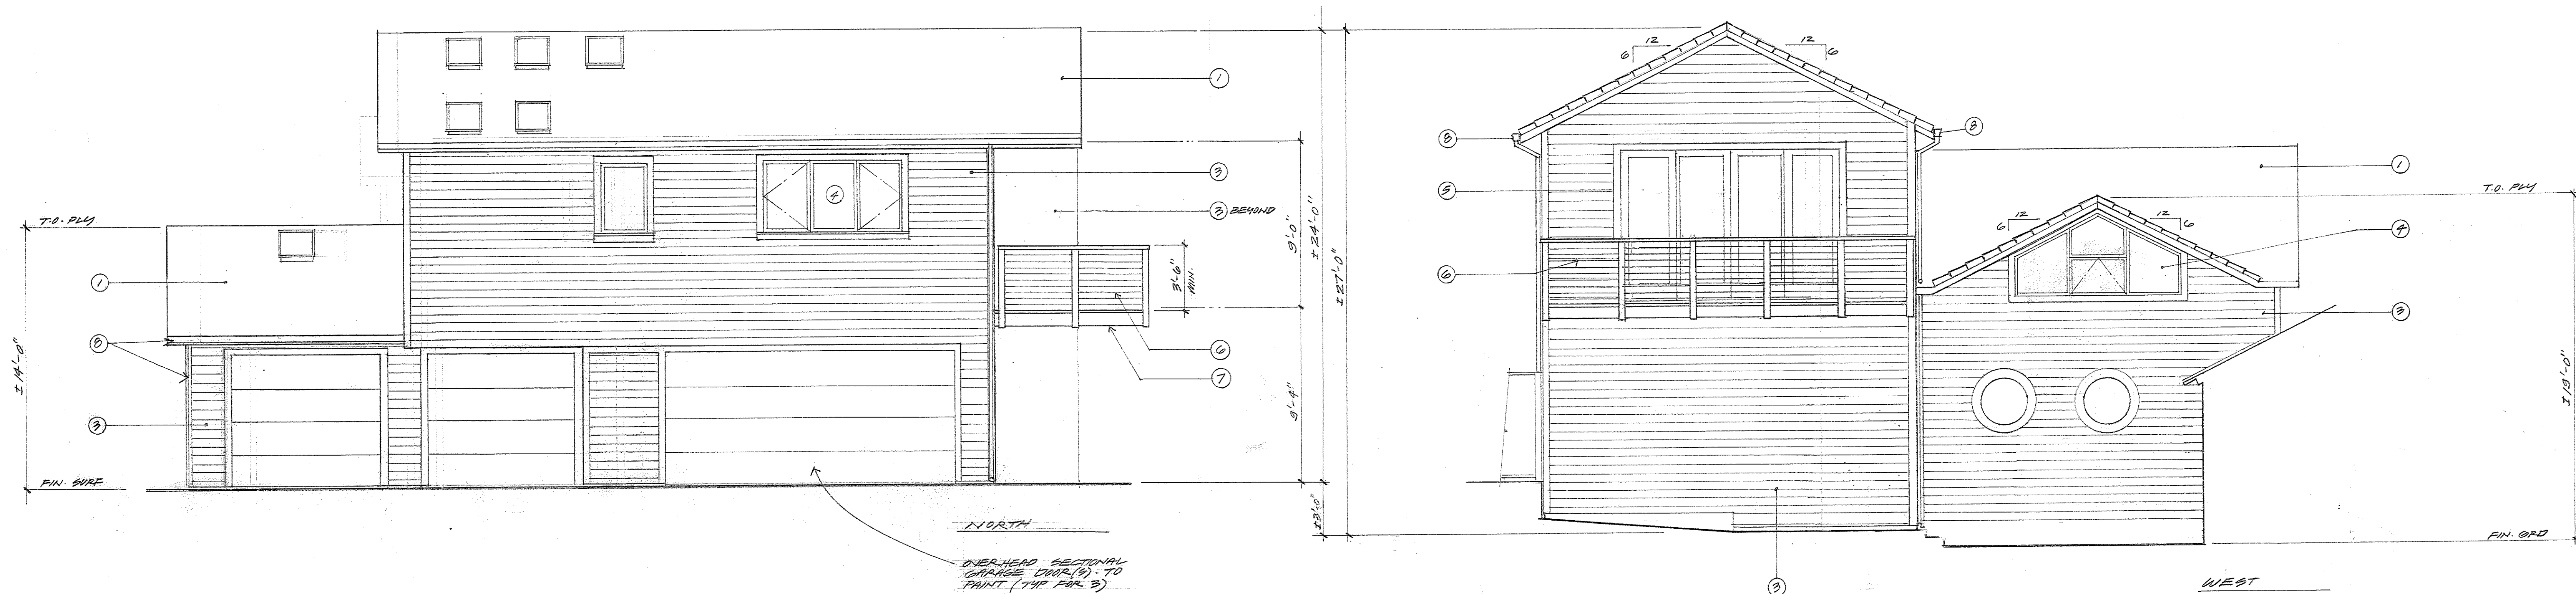 1
3
4
3 BEYOND
T.O. PLY
1
3'-6" MIN.
6
7
8
3
±14'-0"
FIN. SURF
9'-0"
9'-4"
±24'-0"
±27'-0"
±3'-0"
NORTH
OVERHEAD SECTIONAL
GARAGE DOOR(S) - TO
PAINT (TYP FOR 3)
12
6
12
6
8
8
5
6
1
T.O. PLY
12
6
12
6
4
3
±19'-0"
FIN. GRD
3
WEST